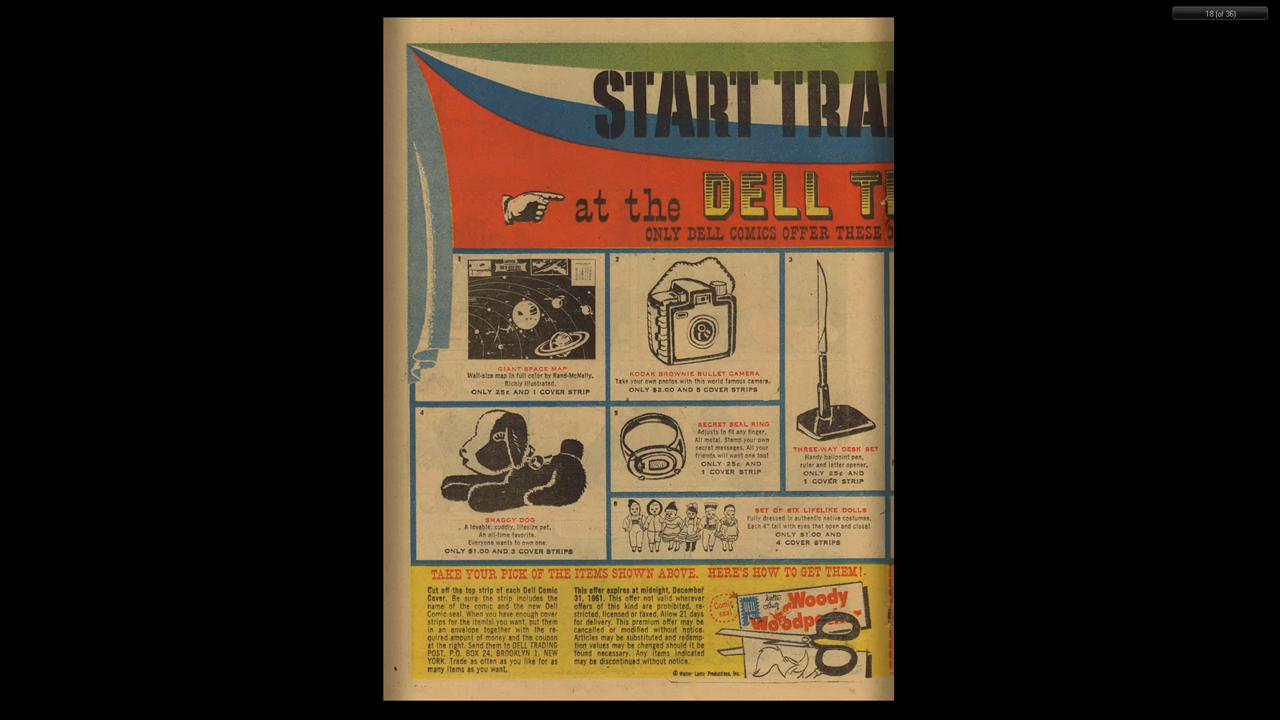 18 (of 36)
START TRA
at the DELL T
ONLY DELL COMICS OFFER THESE
1
GIANT SPACE MAP
Wall-size map in full color by Rand-McNally.
Richly illustrated.
ONLY 25¢ AND 1 COVER STRIP
2
KODAK BROWNIE BULLET CAMERA
Take your own photos with this world famous camera.
ONLY $2.00 AND 5 COVER STRIPS
3
THREE-WAY DESK SET
Handy ballpoint pen,
ruler and letter opener.
ONLY 25¢ AND
1 COVER STRIP
4
SHAGGY DOG
A lovable, cuddly, lifesize pet.
An all-time favorite.
Everyone wants to own one.
ONLY $1.00 AND 3 COVER STRIPS
5
SECRET SEAL RING
Adjusts to fit any finger.
All metal. Stamp your own
secret messages. All your
friends will want one too!
ONLY 25¢ AND
1 COVER STRIP
6
SET OF SIX LIFELIKE DOLLS
Fully dressed in authentic native costumes.
Each 4" tall with eyes that open and close!
ONLY $1.00 AND
4 COVER STRIPS
TAKE YOUR PICK OF THE ITEMS SHOWN ABOVE. HERE'S HOW TO GET THEM!
Cut off the top strip of each Dell Comic
Cover. Be sure the strip includes the
name of the comic and the new Dell
Comic seal. When you have enough cover
strips for the item(s) you want, put them
in an envelope together with the re-
quired amount of money and the coupon
at the right. Send them to DELL TRADING
POST, P.O. BOX 24, BROOKLYN 1, NEW
YORK. Trade as often as you like for as
many items as you want.
This offer expires at midnight, December
31, 1961. This offer not valid wherever
offers of this kind are prohibited, re-
stricted, licensed or taxed. Allow 21 days
for delivery. This premium offer may be
cancelled or modified without notice.
Articles may be substituted and redemp-
tion values may be changed should it be
found necessary. Any items indicated
may be discontinued without notice.
Comic
seal
DELL
Walter
Lantz
Woody
Woodpecker
© Walter Lantz Productions, Inc.